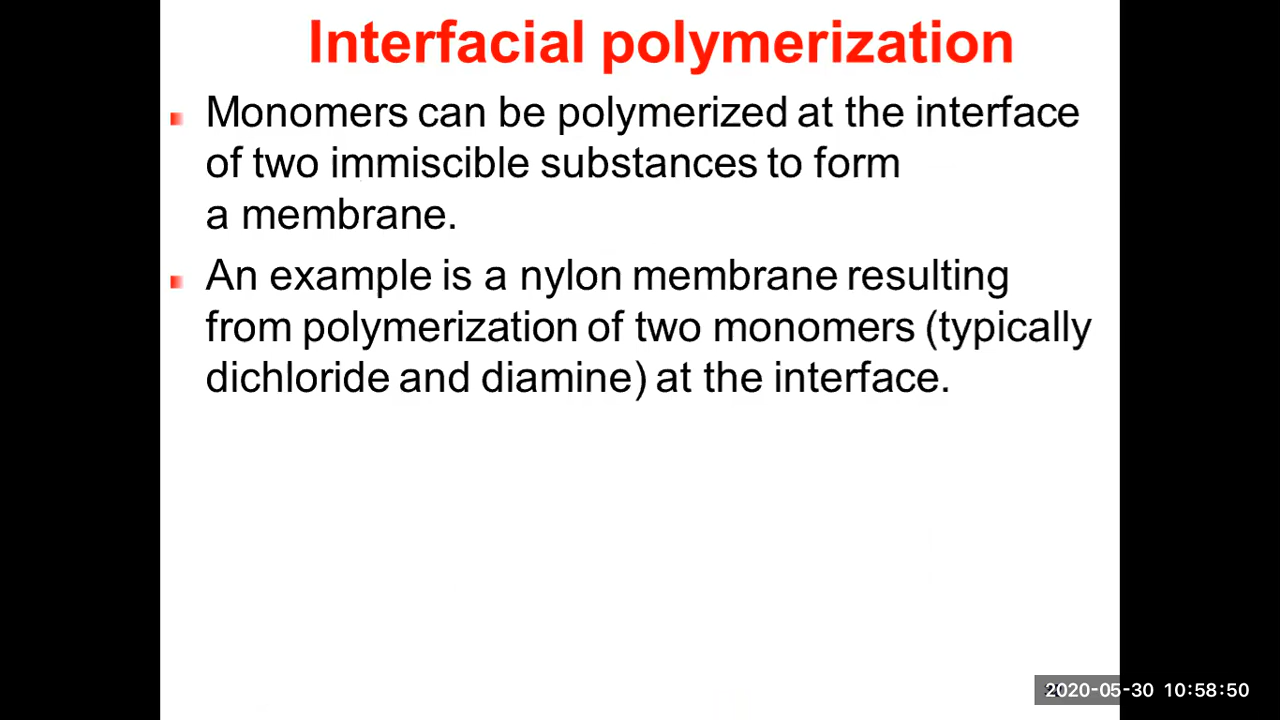 Interfacial polymerization
Monomers can be polymerized at the interface
of two immiscible substances to form
a membrane.
An example is a nylon membrane resulting
from polymerization of two monomers (typically
dichloride and diamine) at the interface.
2020-05-30 10:58:50